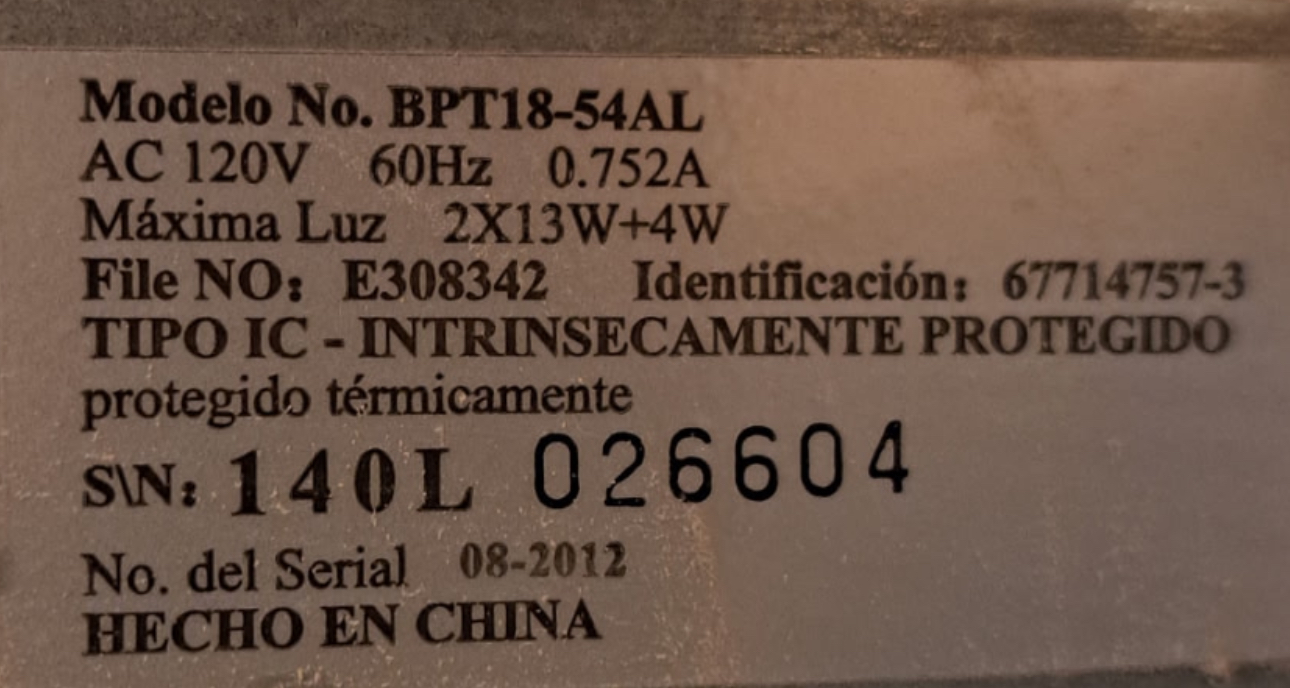 Modelo No. BPT18-54AL
AC 120V 60Hz 0.752A
Máxima Luz 2X13W+4W
File NO: E308342 Identificación: 67714757-3
TIPO IC - INTRINSECAMENTE PROTEGIDO
protegido térmicamente
S\N: 140L 026604
No. del Serial 08-2012
HECHO EN CHINA